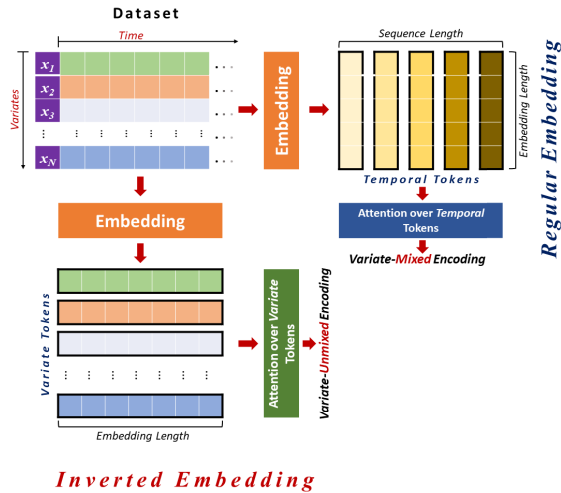 Dataset
Time
Variates
x1
x2
x3
xN
Embedding
Sequence Length
Embedding Length
Temporal Tokens
Attention over Temporal
Tokens
Variate-Mixed Encoding
Regular Embedding
Embedding
Variate Tokens
Embedding Length
Attention over Variate
Tokens
Variate-Unmixed Encoding
Inverted Embedding